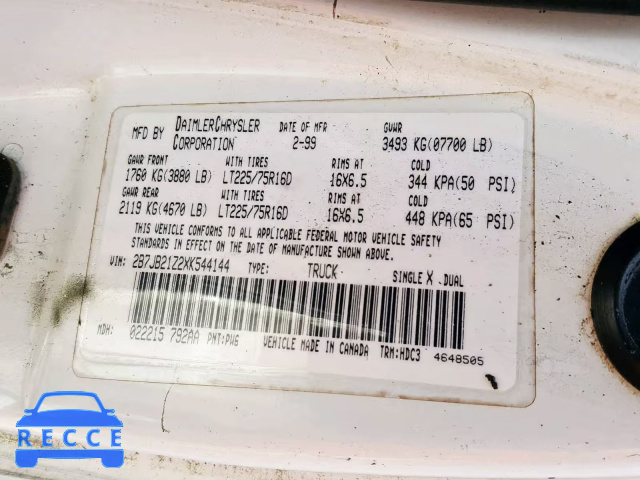 MFD BY DAIMLERCHRYSLER CORPORATION DATE OF MFR 2-99 GVWR 3493 KG(07700 LB)
GAWR FRONT WITH TIRES RIMS AT COLD
1760 KG(3880 LB) LT225/75R16D 16X6.5 344 KPA(50 PSI)
GAWR REAR WITH TIRES RIMS AT COLD
2119 KG(4670 LB) LT225/75R16D 16X6.5 448 KPA(65 PSI)
THIS VEHICLE CONFORMS TO ALL APPLICABLE FEDERAL MOTOR VEHICLE SAFETY
STANDARDS IN EFFECT ON THE DATE OF MANUFACTURE SHOWN ABOVE.
VIN: 2B7JB21Z2XK544144 TYPE: TRUCK SINGLE X DUAL
MDH: 022215 792AA PNT:PW6 VEHICLE MADE IN CANADA TRM:HDC3 4648505
RECCE